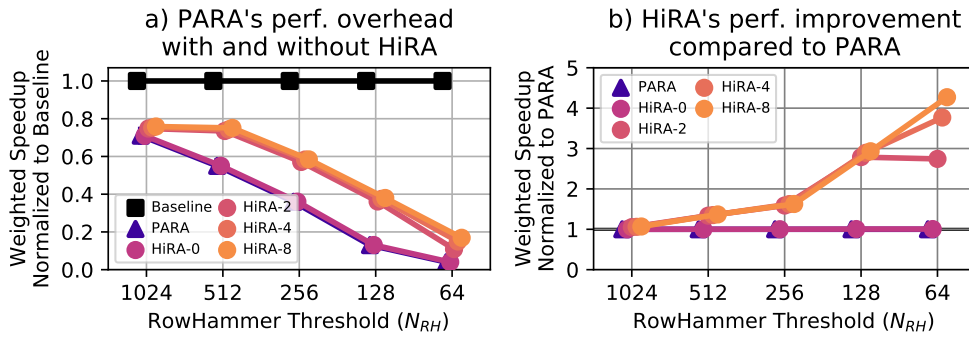 a) PARA's perf. overhead
with and without HiRA
Weighted Speedup
Normalized to Baseline
1.0
0.8
0.6
0.4
0.2
0.0
Baseline
PARA
HiRA-0
HiRA-2
HiRA-4
HiRA-8
1024 512 256 128 64
RowHammer Threshold (N_RH)
b) HiRA's perf. improvement
compared to PARA
Weighted Speedup
Normalized to PARA
5
4
3
2
1
0
PARA
HiRA-0
HiRA-2
HiRA-4
HiRA-8
1024 512 256 128 64
RowHammer Threshold (N_RH)